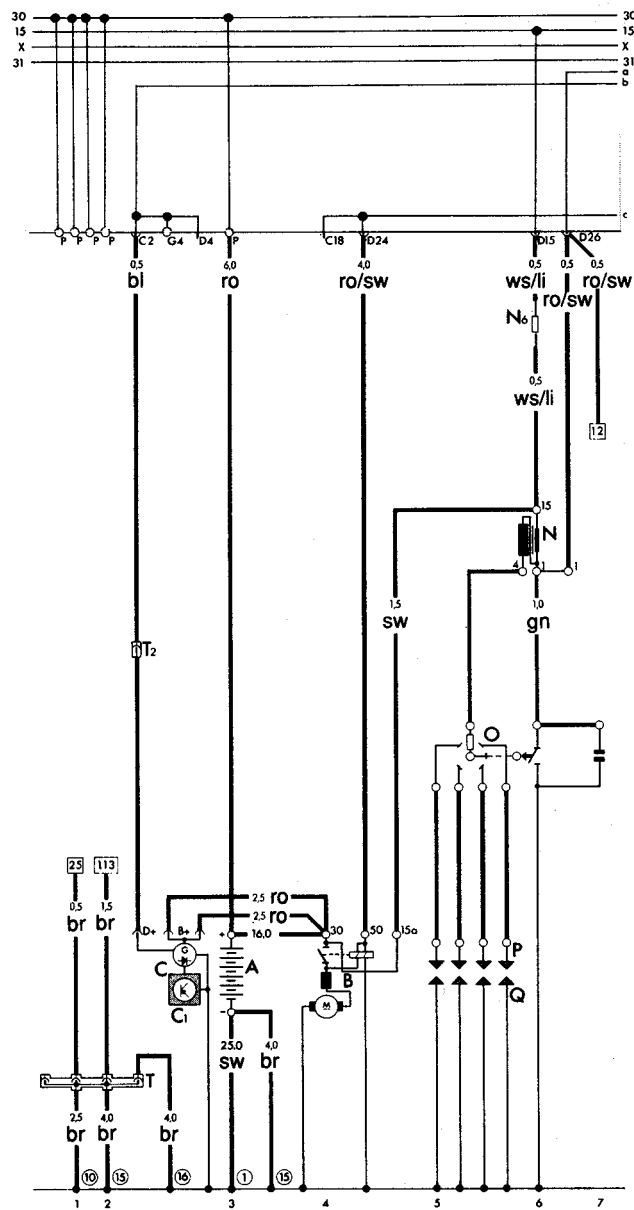 30 30
15 15
X X
31 31
a
b
c
P P P P C2 G4 D4 P C18 D24 D15 D26
0,5 6,0 4,0 0,5 0,5 0,5
bl ro ro/sw ws/li ro/sw ro/sw
N6
0,5
ws/li
12
15
N
4 1 1
1,5 1,0
sw gn
T2
O
25 113
0,5 1,5
br br
2,5 ro
2,5 ro
D+ B+ + 16,0 30 50 15a
G
C A B P
C1 M Q
-
25,0 4,0
sw br
T
2,5 4,0 4,0
br br br
10 15 16 1 15
1 2 3 4 5 6 7